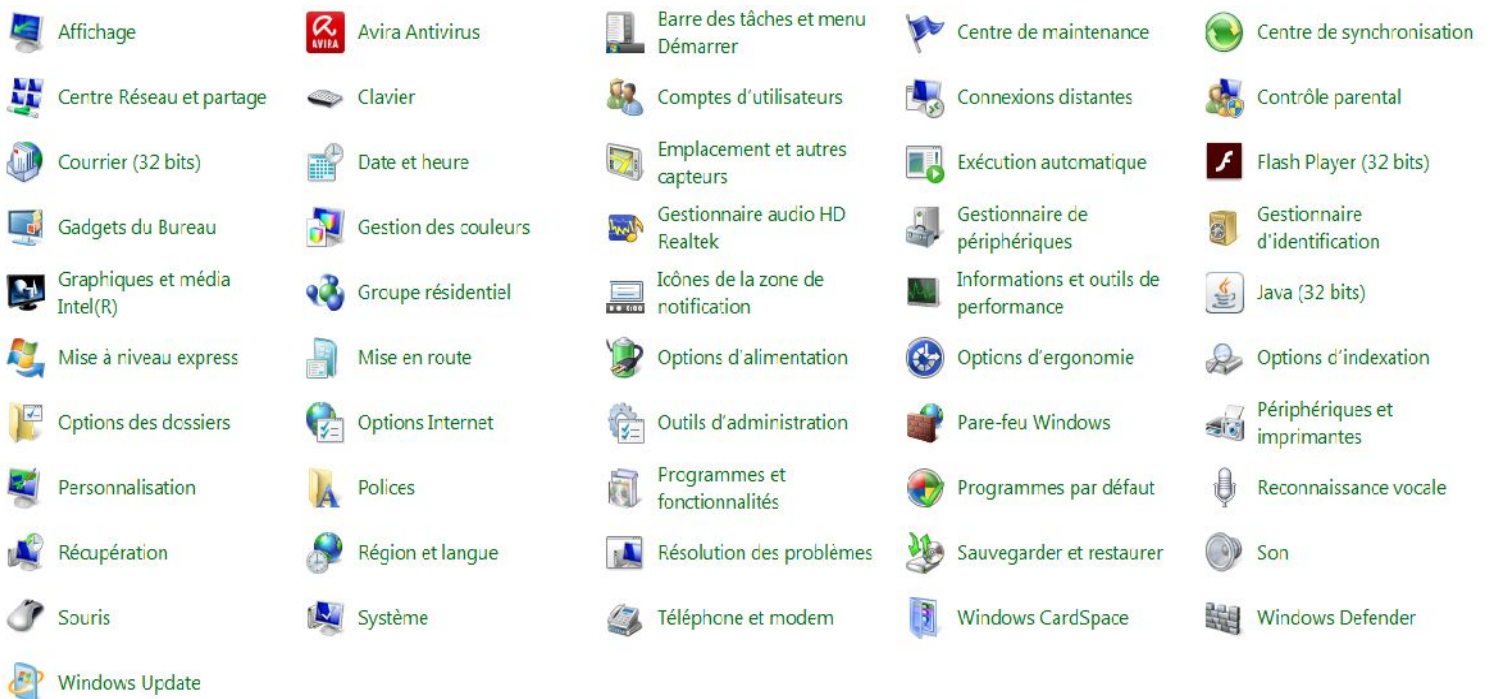 Affichage
AVIRA
Avira Antivirus
Barre des tâches et menu
Démarrer
Centre de maintenance
Centre de synchronisation
Centre Réseau et partage
Clavier
Comptes d'utilisateurs
Connexions distantes
Contrôle parental
Courrier (32 bits)
Date et heure
Emplacement et autres
capteurs
Exécution automatique
Flash Player (32 bits)
Gadgets du Bureau
Gestion des couleurs
Gestionnaire audio HD
Realtek
Gestionnaire de
périphériques
Gestionnaire
d'identification
Graphiques et média
Intel(R)
Groupe résidentiel
Icônes de la zone de
notification
Informations et outils de
performance
Java (32 bits)
Mise à niveau express
Mise en route
Options d'alimentation
Options d'ergonomie
Options d'indexation
Options des dossiers
Options Internet
Outils d'administration
Pare-feu Windows
Périphériques et
imprimantes
Personnalisation
Polices
Programmes et
fonctionnalités
Programmes par défaut
Reconnaissance vocale
Récupération
Région et langue
Résolution des problèmes
Sauvegarder et restaurer
Son
Souris
Système
Téléphone et modem
Windows CardSpace
Windows Defender
Windows Update